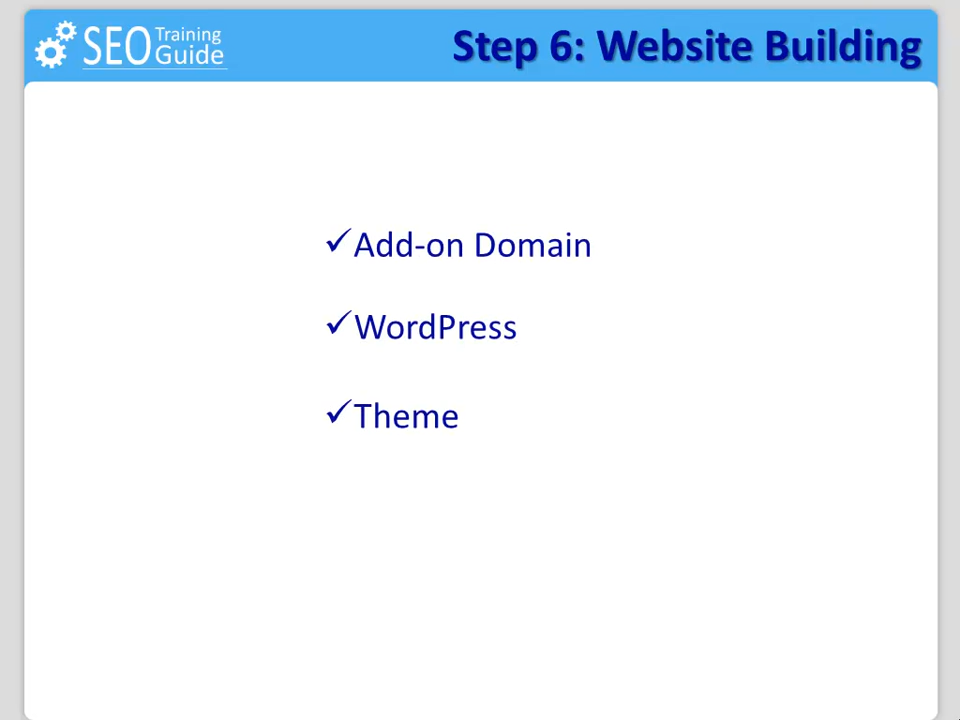 SEO Training Guide
Step 6: Website Building
✓Add-on Domain
✓WordPress
✓Theme